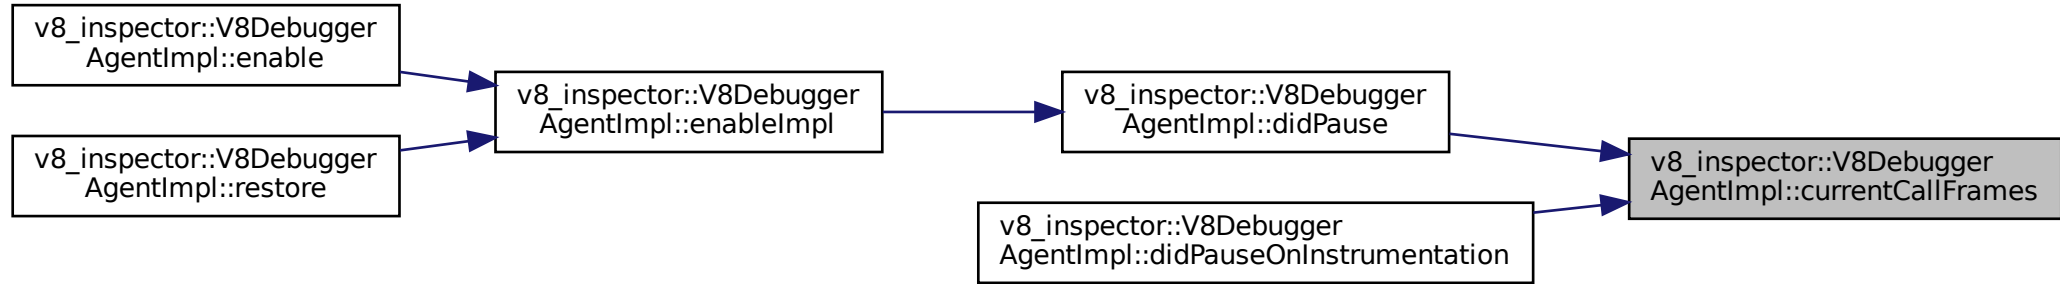 v8_inspector::V8Debugger
AgentImpl::enable
v8_inspector::V8Debugger
AgentImpl::restore
v8_inspector::V8Debugger
AgentImpl::enableImpl
v8_inspector::V8Debugger
AgentImpl::didPause
v8_inspector::V8Debugger
AgentImpl::didPauseOnInstrumentation
v8_inspector::V8Debugger
AgentImpl::currentCallFrames